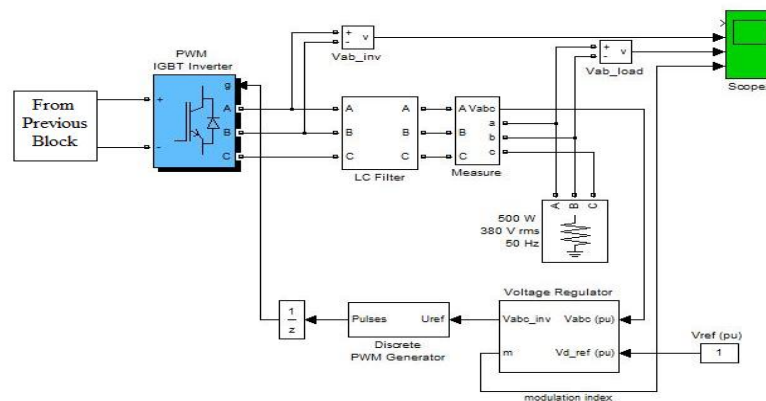 PWM
IGBT Inverter
From
Previous
Block
+
-
g
A
B
C
+
-
v
Vab_inv
+
-
v
Vab_load
Scope2
A
B
C
A
B
C
LC Filter
A
B
C
Vabc
a
b
c
Measure
A
B
C
500 W
380 V rms
50 Hz
1
z
Pulses
Uref
Discrete
PWM Generator
Voltage Regulator
Vabc_inv
Vabc (pu)
m
Vd_ref (pu)
modulation index
Vref (pu)
1